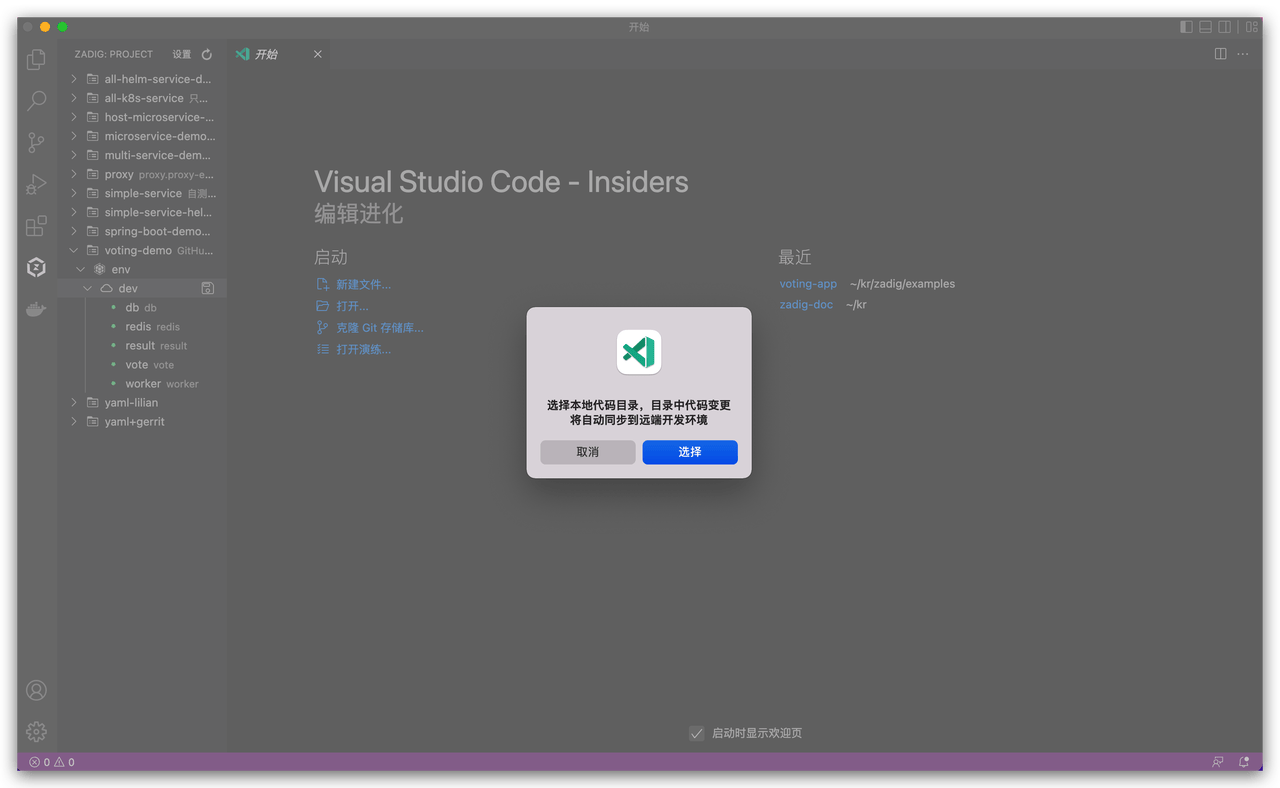 开始
ZADIG: PROJECT 设置
开始
all-helm-service-d...
all-k8s-service 只...
host-microservice-...
microservice-demo...
multi-service-dem...
proxy proxy.proxy-e...
simple-service 自测...
simple-service-hel...
spring-boot-demo...
voting-demo GitHu...
env
dev
db db
redis redis
result result
vote vote
worker worker
yaml-lilian
yaml+gerrit
Visual Studio Code - Insiders
编辑进化
启动
新建文件...
打开...
克隆 Git 存储库...
打开演练...
最近
voting-app ~/kr/zadig/examples
zadig-doc ~/kr
选择本地代码目录，目录中代码变更
将自动同步到远端开发环境
取消 选择
启动时显示欢迎页
0 0